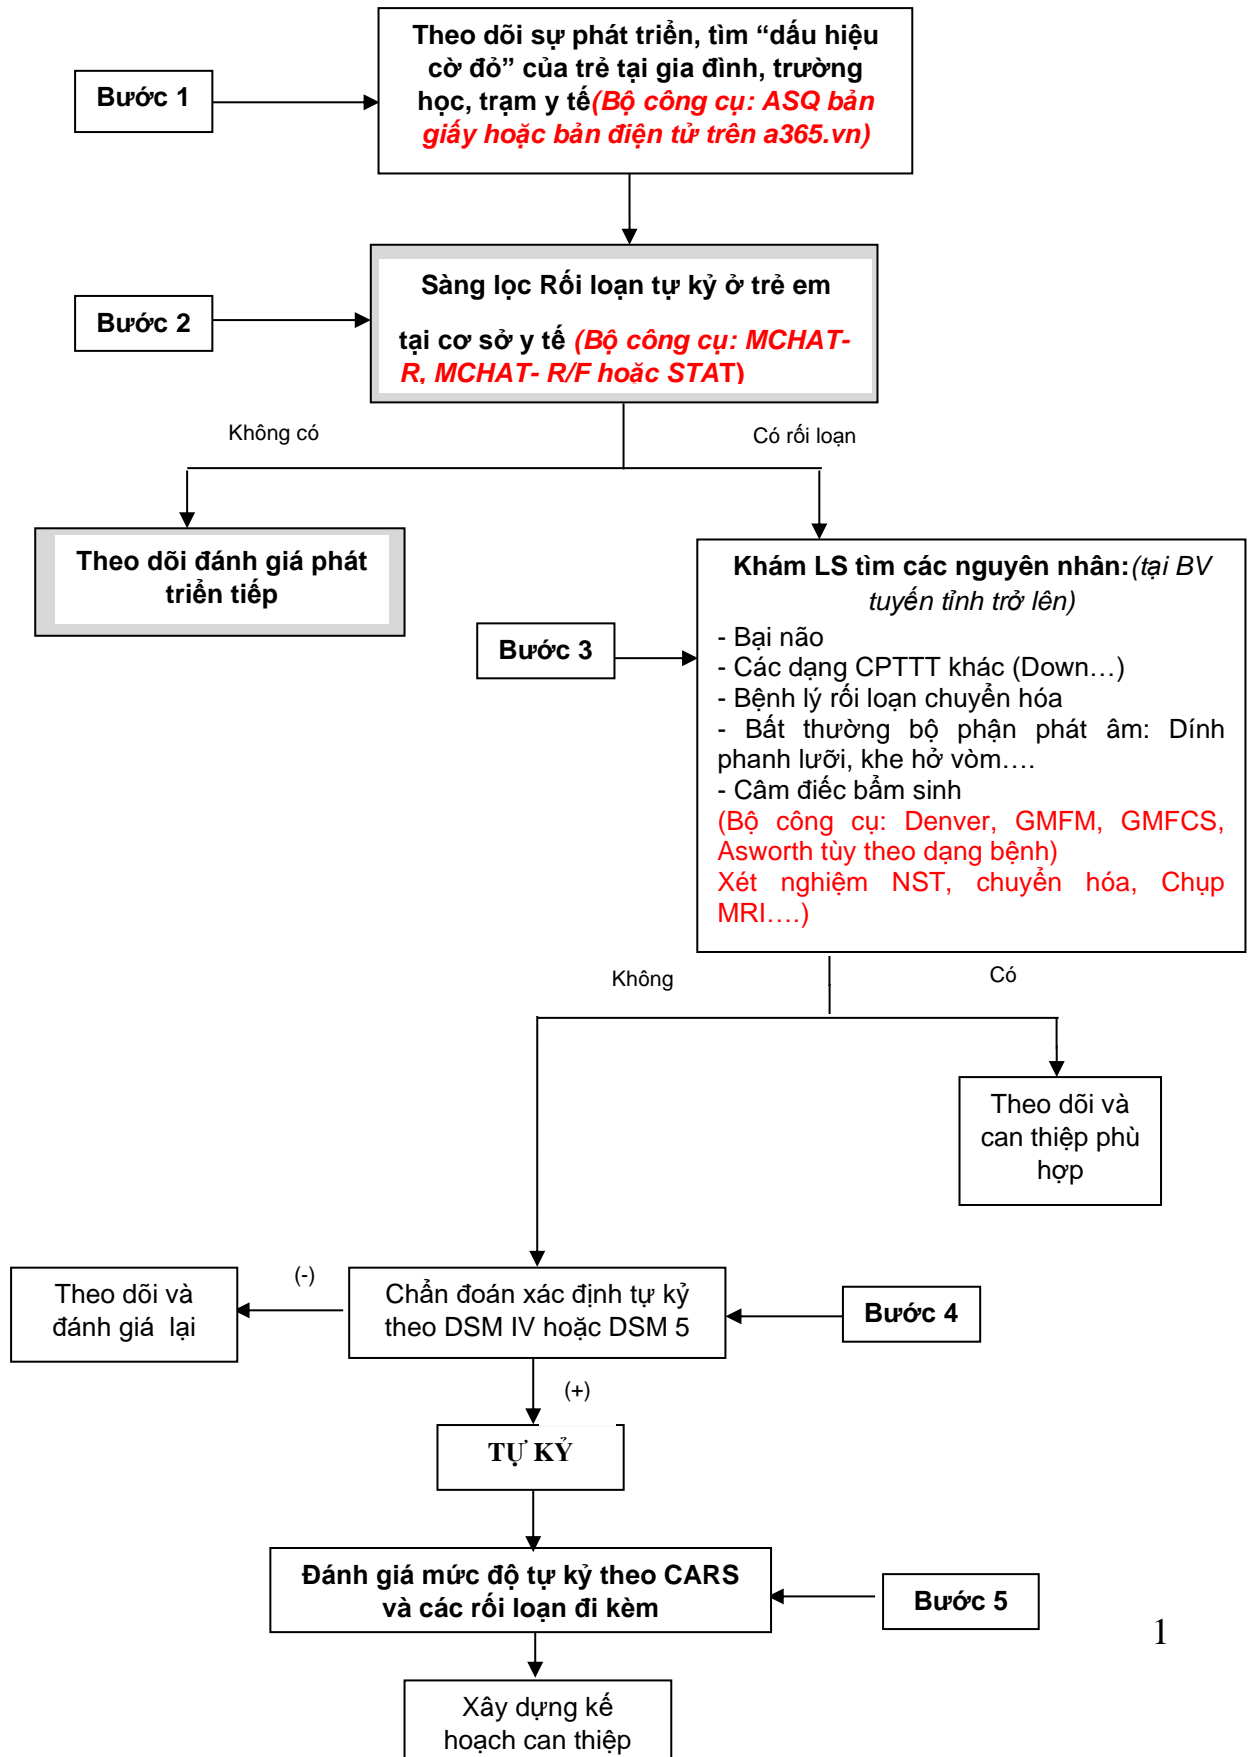 Theo dõi sự phát triển, tìm “dấu hiệu
cờ đỏ” của trẻ tại gia đình, trường
học, trạm y tế(Bộ công cụ: ASQ bản
giấy hoặc bản điện tử trên a365.vn)
Bước 1
Sàng lọc Rối loạn tự kỷ ở trẻ em
tại cơ sở y tế (Bộ công cụ: MCHAT-
R, MCHAT- R/F hoặc STAT)
Bước 2
Không có
Có rối loạn
Theo dõi đánh giá phát
triển tiếp
Khám LS tìm các nguyên nhân:(tại BV
tuyến tỉnh trở lên)
- Bại não
- Các dạng CPTTT khác (Down…)
- Bệnh lý rối loạn chuyển hóa
- Bất thường bộ phận phát âm: Dính
phanh lưỡi, khe hở vòm….
- Câm điếc bẩm sinh
(Bộ công cụ: Denver, GMFM, GMFCS,
Asworth tùy theo dạng bệnh)
Xét nghiệm NST, chuyển hóa, Chụp
MRI….)
Bước 3
Không
Có
Theo dõi và
can thiệp phù
hợp
Theo dõi và
đánh giá lại
(-)
Chẩn đoán xác định tự kỷ
theo DSM IV hoặc DSM 5
Bước 4
(+)
TỰ KỶ
Đánh giá mức độ tự kỷ theo CARS
và các rối loạn đi kèm
Bước 5
1
Xây dựng kế
hoạch can thiệp